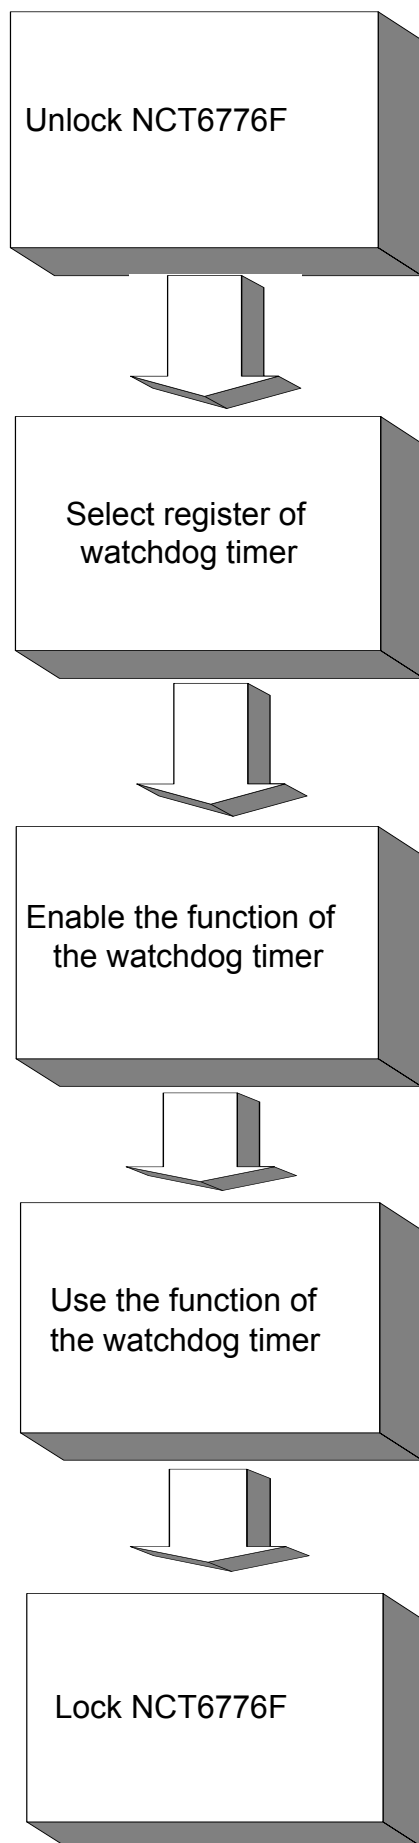 Unlock NCT6776F
Select register of
watchdog timer
Enable the function of
the watchdog timer
Use the function of
the watchdog timer
Lock NCT6776F